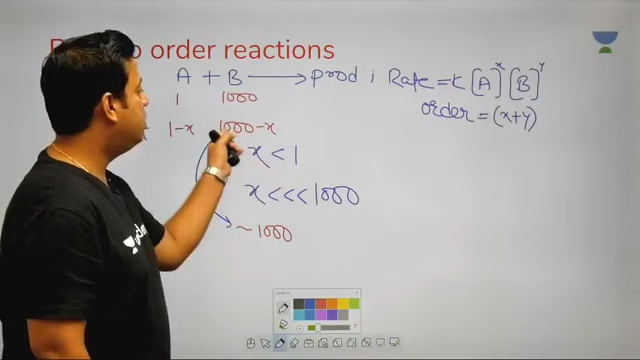 order reactions
A + B ⟶ Prod ; Rate = K [A]^x [B]^y
1 1000 order = (x+y)
1-x 1000-x
x < 1
x <<< 1000
~ 1000